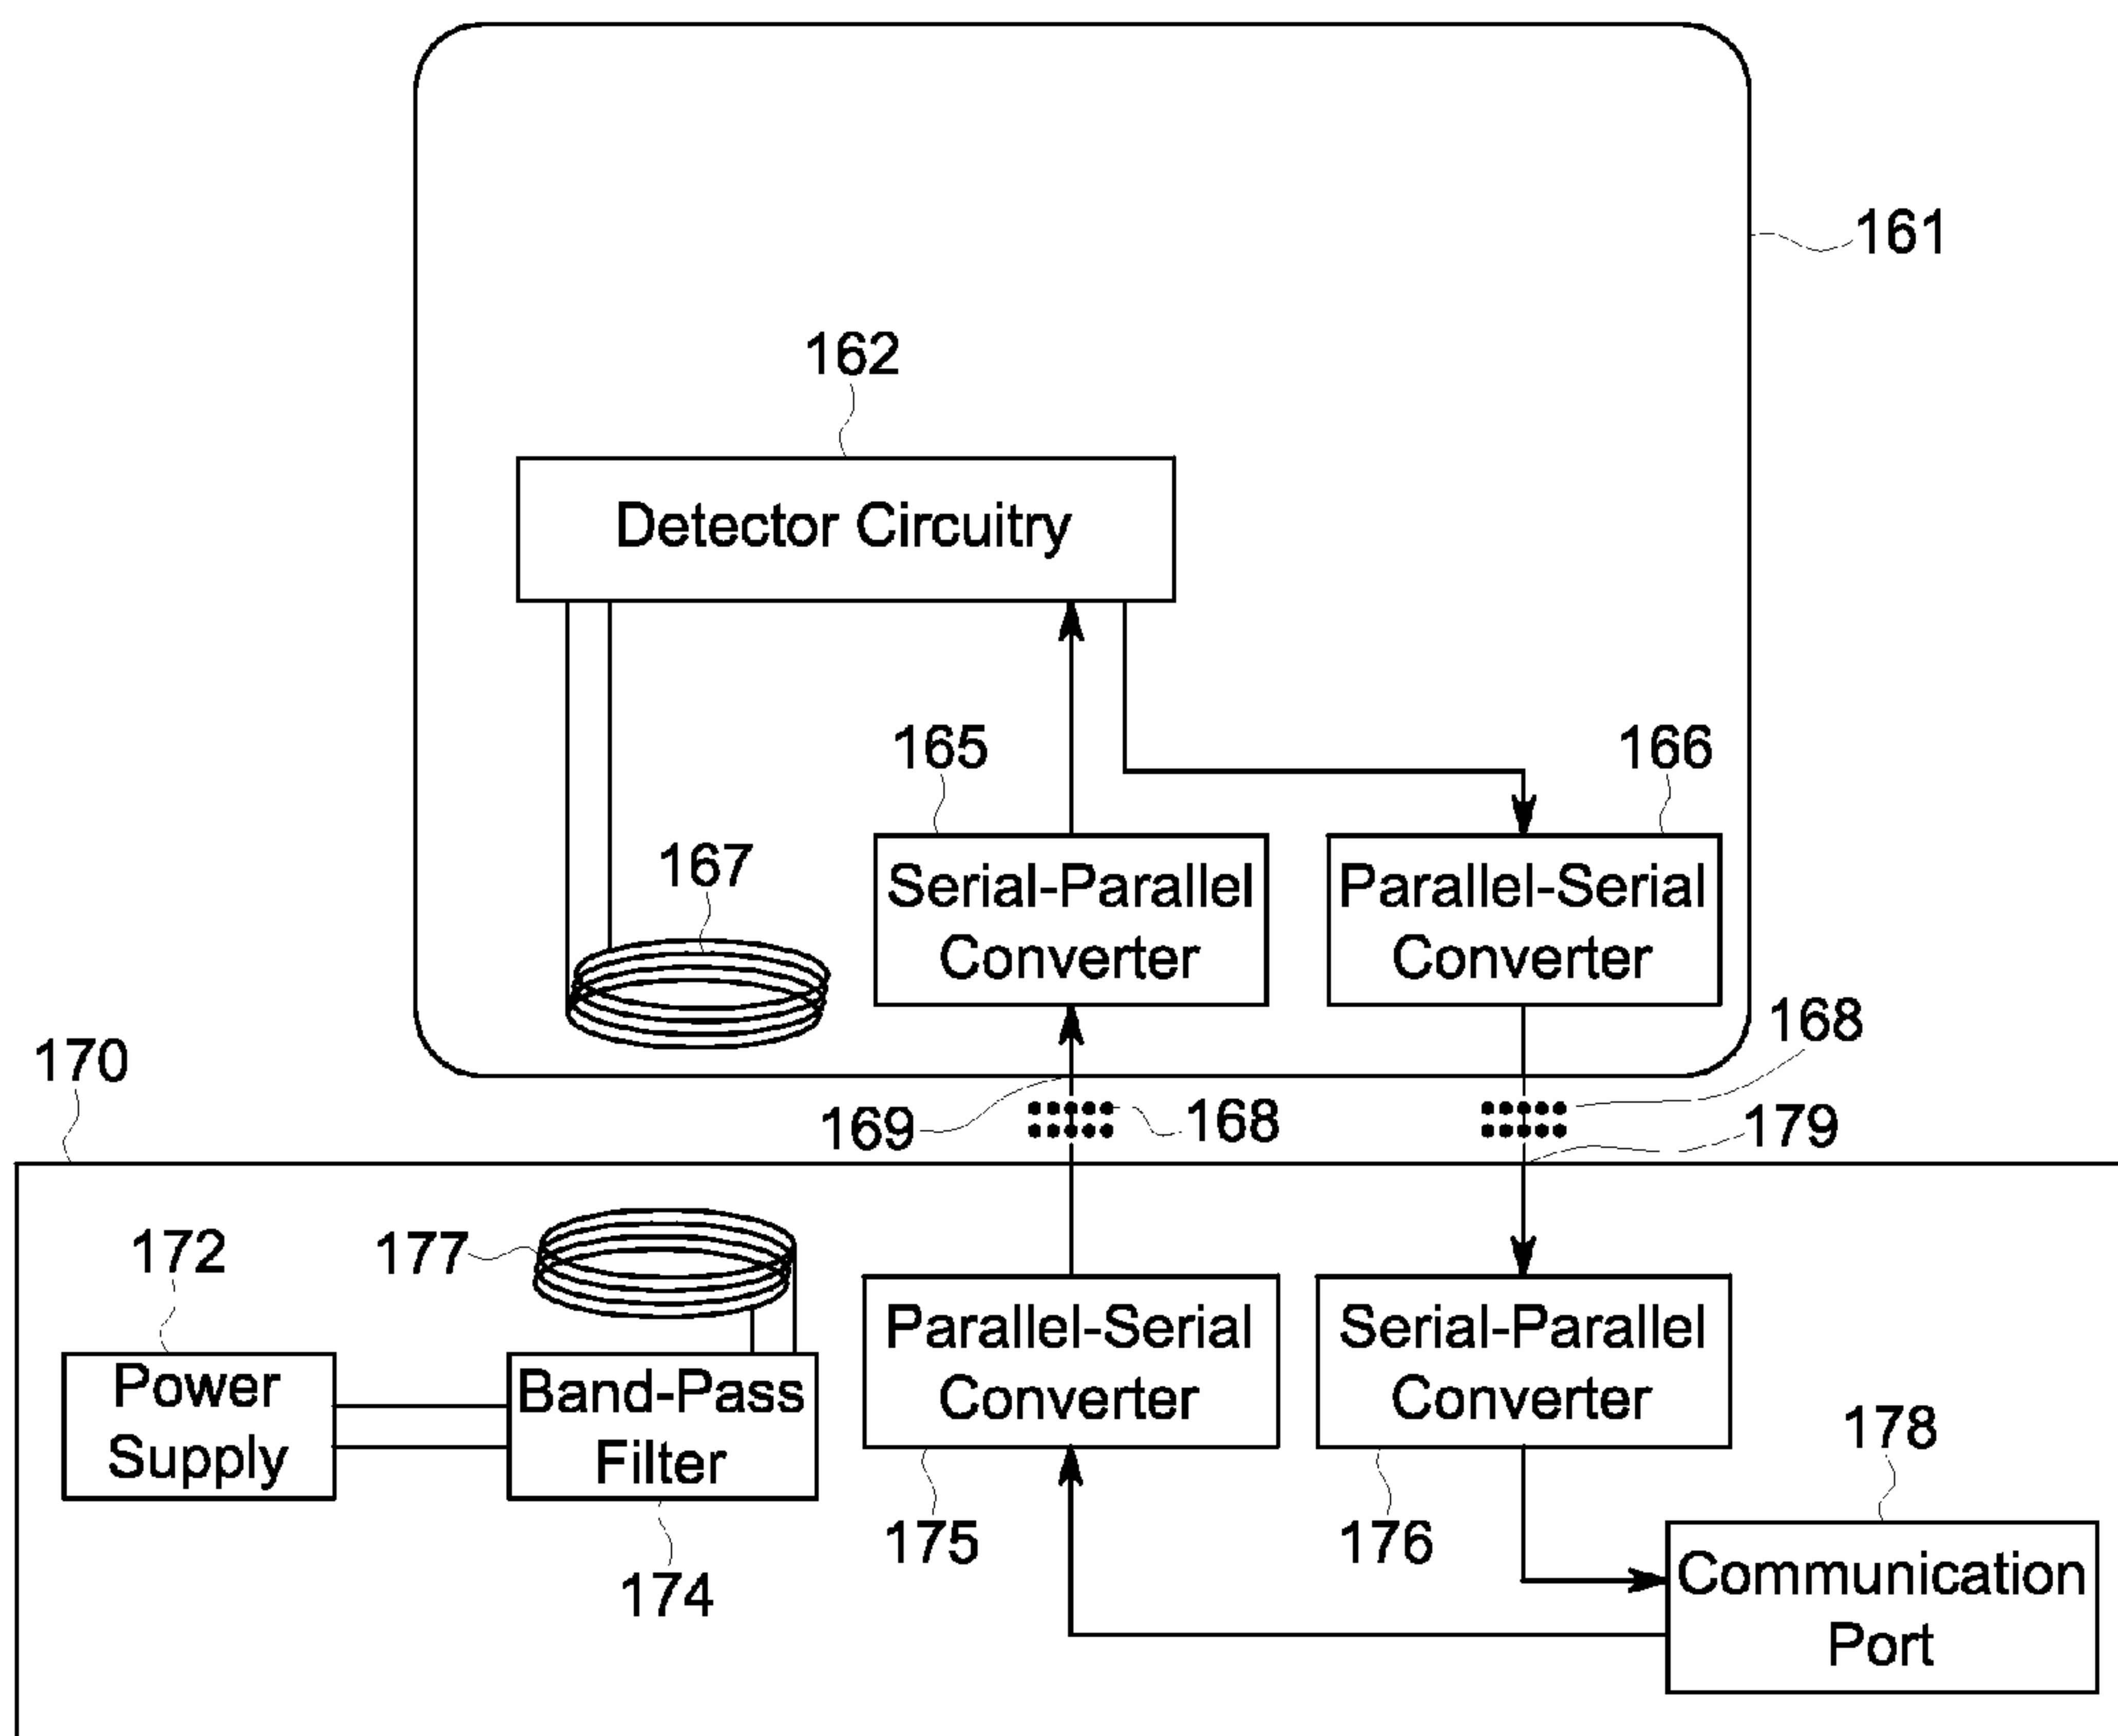 161
162
Detector Circuitry
165
166
167
Serial-Parallel
Converter
Parallel-Serial
Converter
168
170
169
168
179
172
177
Power
Supply
Band-Pass
Filter
Parallel-Serial
Converter
Serial-Parallel
Converter
178
175
176
174
Communication
Port